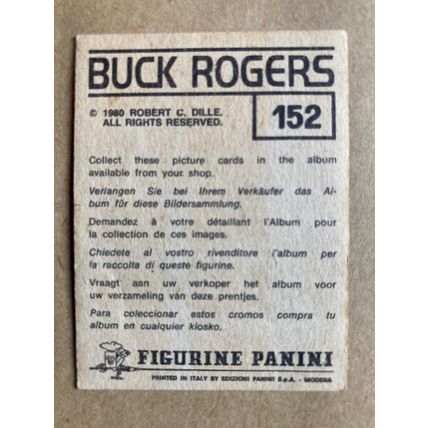 BUCK ROGERS
© 1980 ROBERT C. DILLE.
ALL RIGHTS RESERVED.
152
Collect these picture cards in the album
available from your shop.
Verlangen Sie bei Ihrem Verkäufer das Al-
bum für diese Bildersammlung.
Demandez à votre détaillant l'Album pour
la collection de ces images.
Chiedete al vostro rivenditore l'album per
la raccolta di queste figurine.
Vraagt aan uw verkoper het album voor
uw verzameling van deze prentjes.
Para coleccionar estos cromos compra tu
album en cualquier kiosko.
FIGURINE PANINI
PRINTED IN ITALY BY EDIZIONI PANINI S.p.A. - MODENA